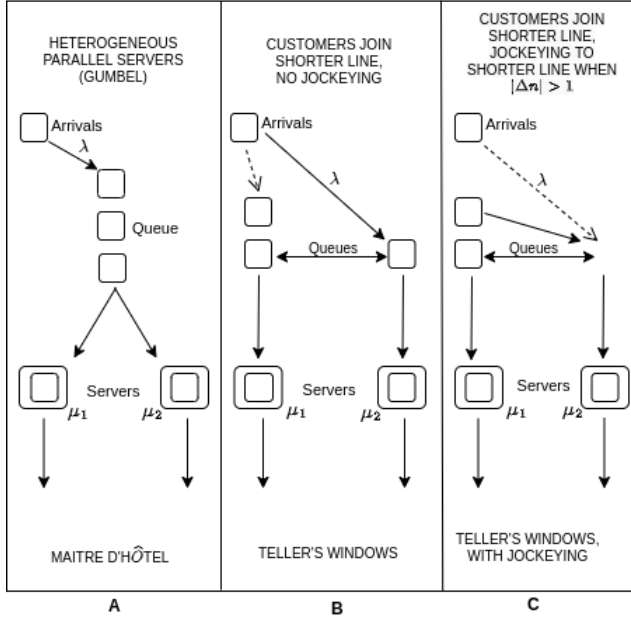 HETEROGENEOUS
PARALLEL SERVERS
(GUMBEL)
Arrivals
λ
Queue
Servers
μ₁
μ₂
MAITRE D'HÔTEL
A
CUSTOMERS JOIN
SHORTER LINE,
NO JOCKEYING
Arrivals
λ
Queues
Servers
μ₁
μ₂
TELLER'S WINDOWS
B
CUSTOMERS JOIN
SHORTER LINE,
JOCKEYING TO
SHORTER LINE WHEN
|Δn| > 1
Arrivals
λ
Queues
Servers
μ₁
μ₂
TELLER'S WINDOWS,
WITH JOCKEYING
C